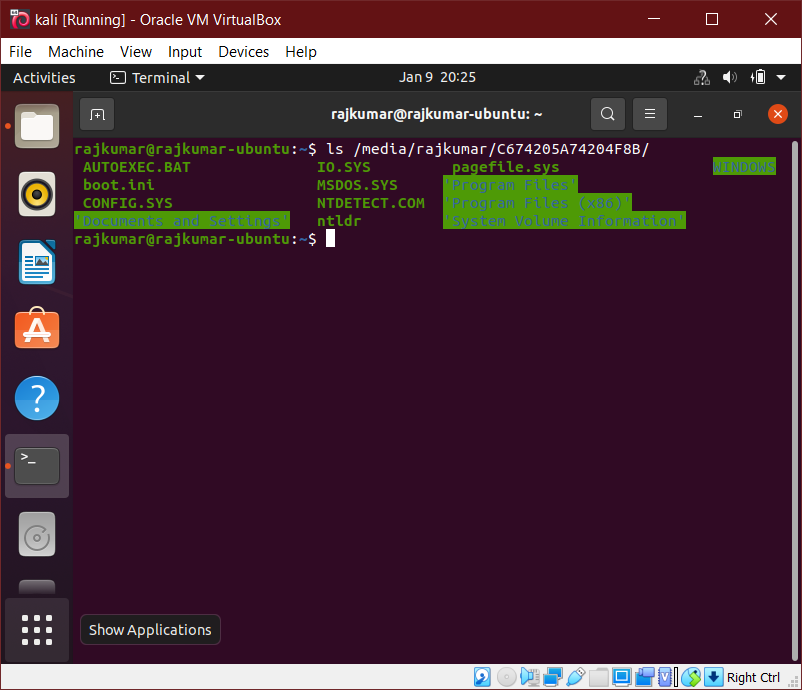 kali [Running] - Oracle VM VirtualBox
File Machine View Input Devices Help
Activities Terminal Jan 9 20:25
rajkumar@rajkumar-ubuntu: ~
rajkumar@rajkumar-ubuntu:~$ ls /media/rajkumar/C674205A74204F8B/
AUTOEXEC.BAT IO.SYS pagefile.sys WINDOWS
boot.ini MSDOS.SYS 'Program Files'
CONFIG.SYS NTDETECT.COM 'Program Files (x86)'
'Documents and Settings' ntldr 'System Volume Information'
rajkumar@rajkumar-ubuntu:~$
Show Applications
Right Ctrl